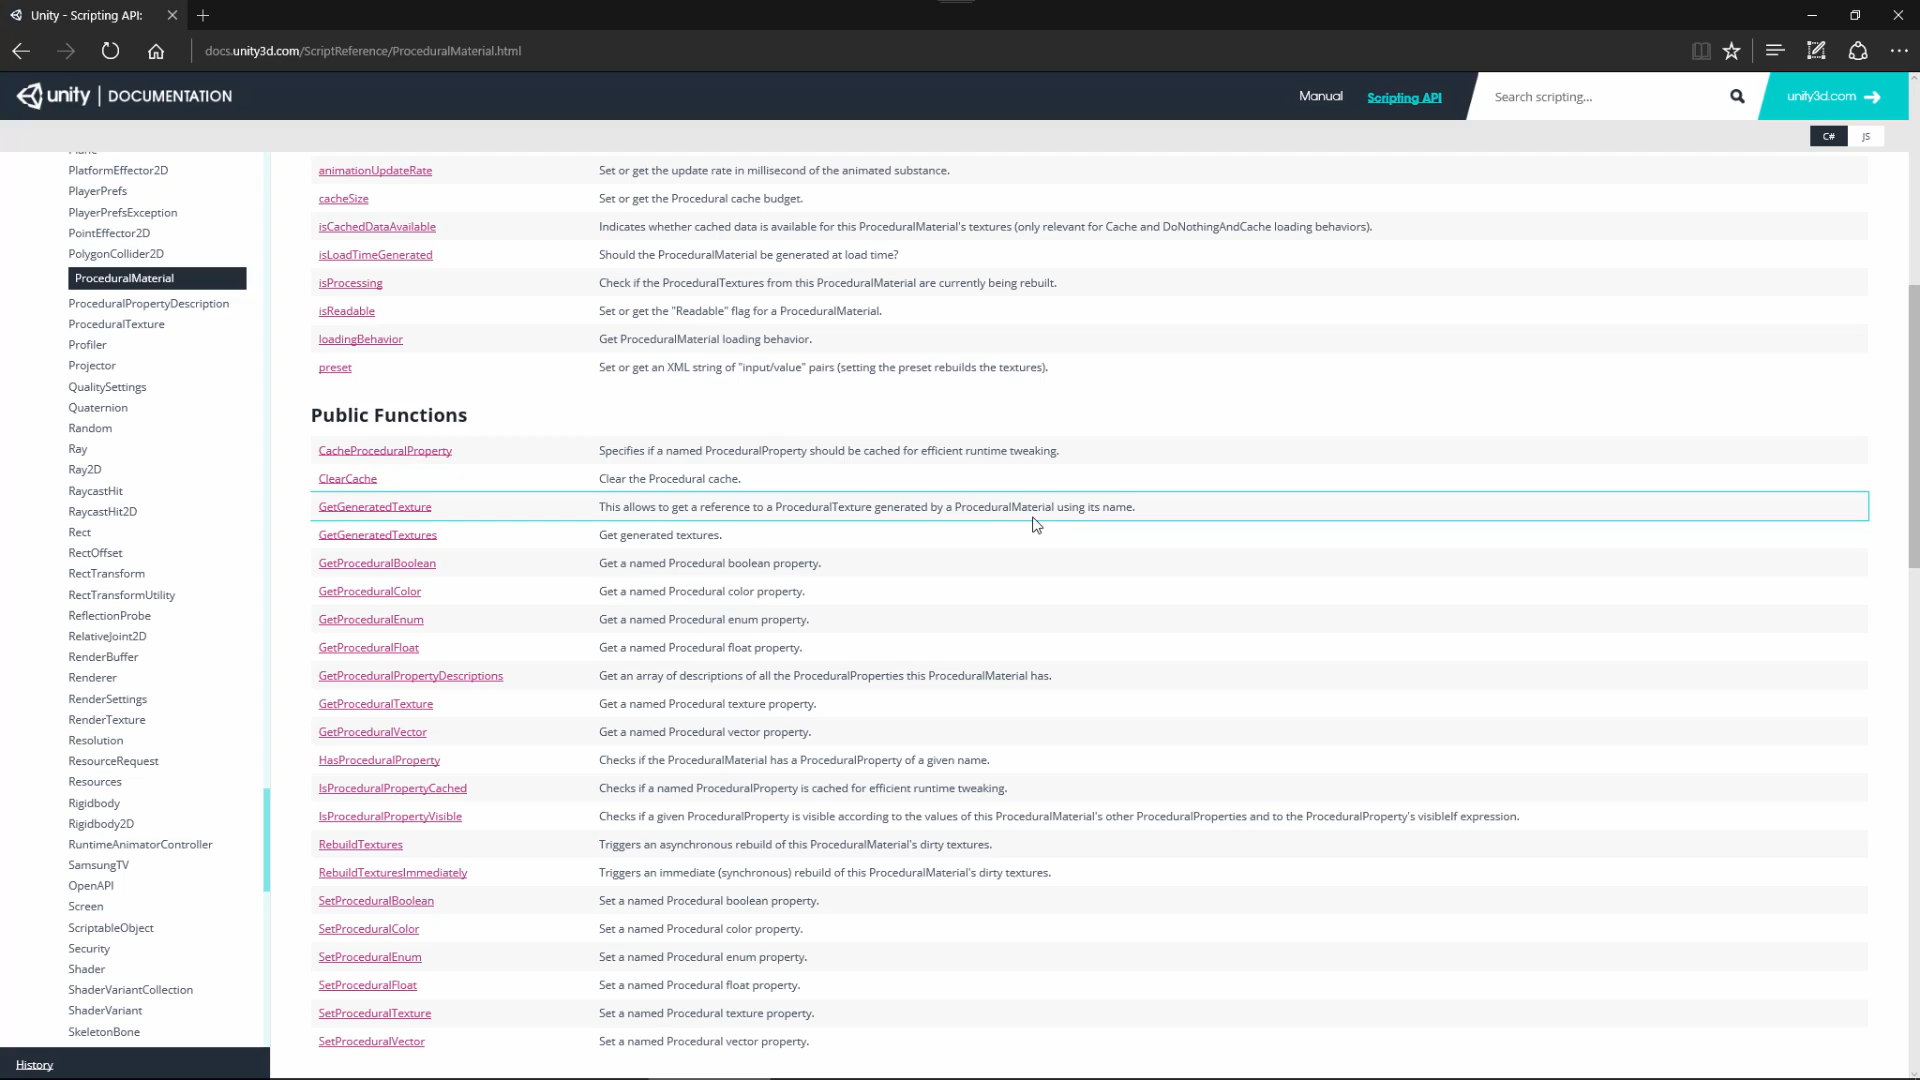 Unity - Scripting API:
docs.unity3d.com/ScriptReference/ProceduralMaterial.html
unity | DOCUMENTATION
Manual
Scripting API
Search scripting...
unity3d.com
C#
JS
Plane
PlatformEffector2D
PlayerPrefs
PlayerPrefsException
PointEffector2D
PolygonCollider2D
ProceduralMaterial
ProceduralPropertyDescription
ProceduralTexture
Profiler
Projector
QualitySettings
Quaternion
Random
Ray
Ray2D
RaycastHit
RaycastHit2D
Rect
RectOffset
RectTransform
RectTransformUtility
ReflectionProbe
RelativeJoint2D
RenderBuffer
Renderer
RenderSettings
RenderTexture
Resolution
ResourceRequest
Resources
Rigidbody
Rigidbody2D
RuntimeAnimatorController
SamsungTV
OpenAPI
Screen
ScriptableObject
Security
Shader
ShaderVariantCollection
ShaderVariant
SkeletonBone
History
animationUpdateRate Set or get the update rate in millisecond of the animated substance.
cacheSize Set or get the Procedural cache budget.
isCachedDataAvailable Indicates whether cached data is available for this ProceduralMaterial's textures (only relevant for Cache and DoNothingAndCache loading behaviors).
isLoadTimeGenerated Should the ProceduralMaterial be generated at load time?
isProcessing Check if the ProceduralTextures from this ProceduralMaterial are currently being rebuilt.
isReadable Set or get the "Readable" flag for a ProceduralMaterial.
loadingBehavior Get ProceduralMaterial loading behavior.
preset Set or get an XML string of "input/value" pairs (setting the preset rebuilds the textures).
Public Functions
CacheProceduralProperty Specifies if a named ProceduralProperty should be cached for efficient runtime tweaking.
ClearCache Clear the Procedural cache.
GetGeneratedTexture This allows to get a reference to a ProceduralTexture generated by a ProceduralMaterial using its name.
GetGeneratedTextures Get generated textures.
GetProceduralBoolean Get a named Procedural boolean property.
GetProceduralColor Get a named Procedural color property.
GetProceduralEnum Get a named Procedural enum property.
GetProceduralFloat Get a named Procedural float property.
GetProceduralPropertyDescriptions Get an array of descriptions of all the ProceduralProperties this ProceduralMaterial has.
GetProceduralTexture Get a named Procedural texture property.
GetProceduralVector Get a named Procedural vector property.
HasProceduralProperty Checks if the ProceduralMaterial has a ProceduralProperty of a given name.
IsProceduralPropertyCached Checks if a named ProceduralProperty is cached for efficient runtime tweaking.
IsProceduralPropertyVisible Checks if a given ProceduralProperty is visible according to the values of this ProceduralMaterial's other ProceduralProperties and to the ProceduralProperty's visibleIf expression.
RebuildTextures Triggers an asynchronous rebuild of this ProceduralMaterial's dirty textures.
RebuildTexturesImmediately Triggers an immediate (synchronous) rebuild of this ProceduralMaterial's dirty textures.
SetProceduralBoolean Set a named Procedural boolean property.
SetProceduralColor Set a named Procedural color property.
SetProceduralEnum Set a named Procedural enum property.
SetProceduralFloat Set a named Procedural float property.
SetProceduralTexture Set a named Procedural texture property.
SetProceduralVector Set a named Procedural vector property.